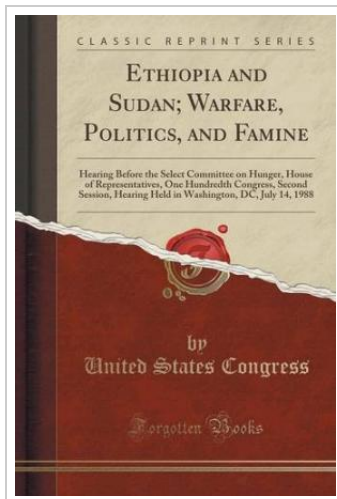 CLASSIC REPRINT SERIES
ETHIOPIA AND
SUDAN; WARFARE,
POLITICS, AND FAMINE
Hearing Before the Select Committee on Hunger, House
of Representatives, One Hundredth Congress, Second
Session, Hearing Held in Washington, DC, July 14, 1988
by
United States Congress
Forgotten Books